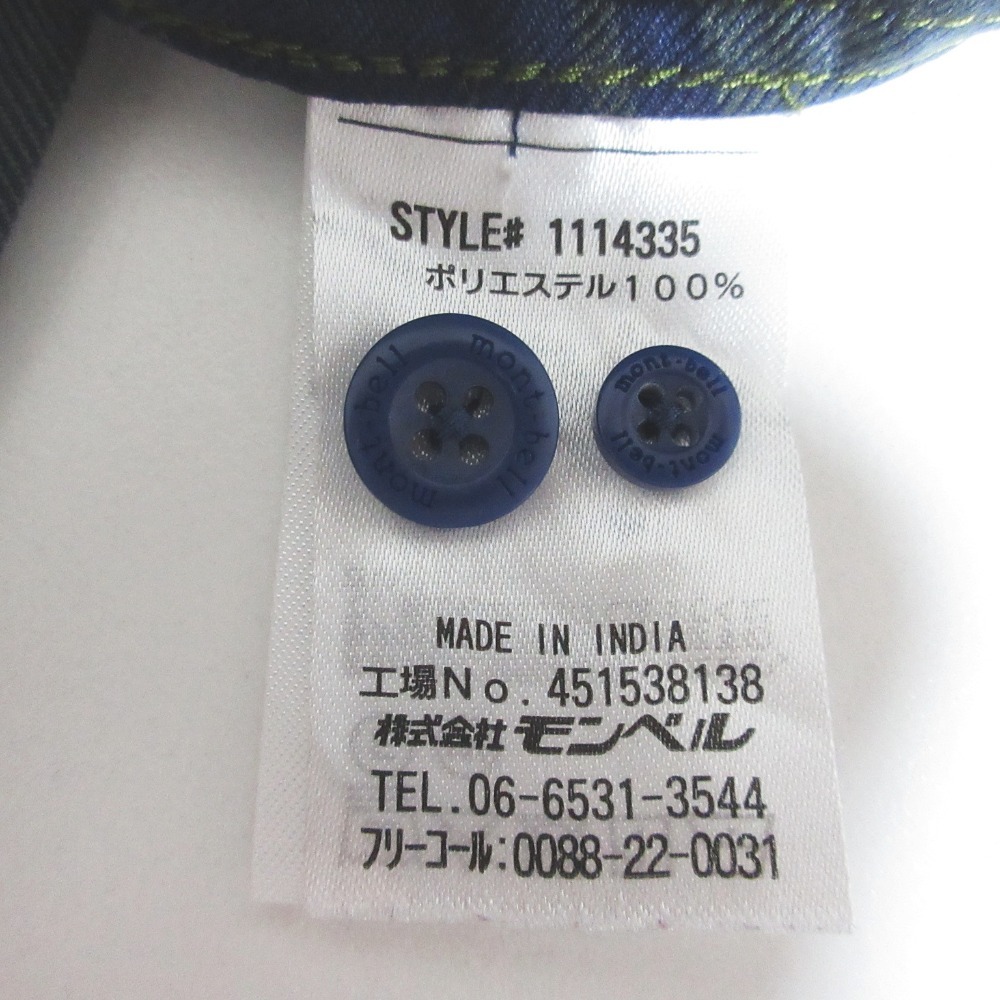 STYLE# 1114335
ポリエステル100%
mont-bell mont-bell
mont-bell mont-bell
MADE IN INDIA
工場No. 451538138
株式会社モンベル
TEL. 06-6531-3544
フリーコール:0088-22-0031